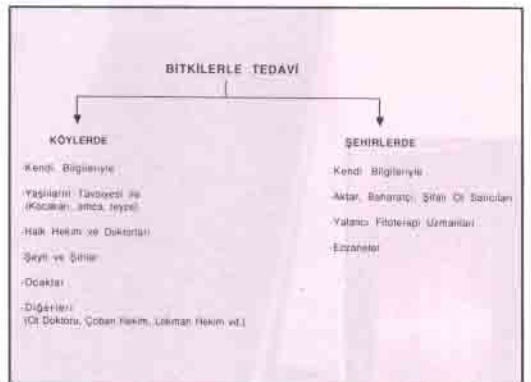 BİTKİLERLE TEDAVİ
KÖYLERDE
-Kendi Bilgileriyle
-Yaşlıların Tavsiyesi ile
(Kocakarı, amca, teyze)
-Halk Hekim ve Doktorları
-Şeyh ve Şıhlar
-Ocaklar
-Diğerleri
(Ot Doktoru, Çoban Hekim, Lokman Hekim vd.)
ŞEHİRLERDE
-Kendi Bilgileriyle
-Aktar, Baharatçı, Şifalı Ot Satıcıları
-Yalancı Fitoterapi Uzmanları
-Eczaneler